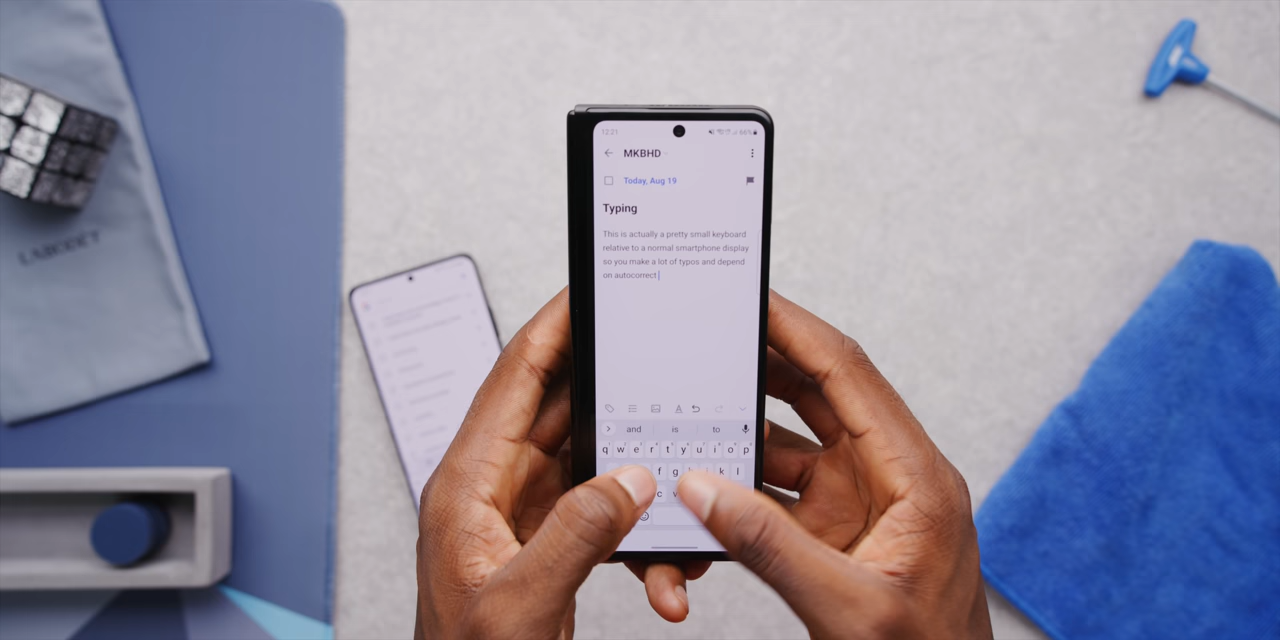 12:21
66%
MKBHD
Today, Aug 19
Typing
This is actually a pretty small keyboard
relative to a normal smartphone display
so you make a lot of typos and depend
on autocorrect
and is to
q w e r t y u i o p
f g k l
c v